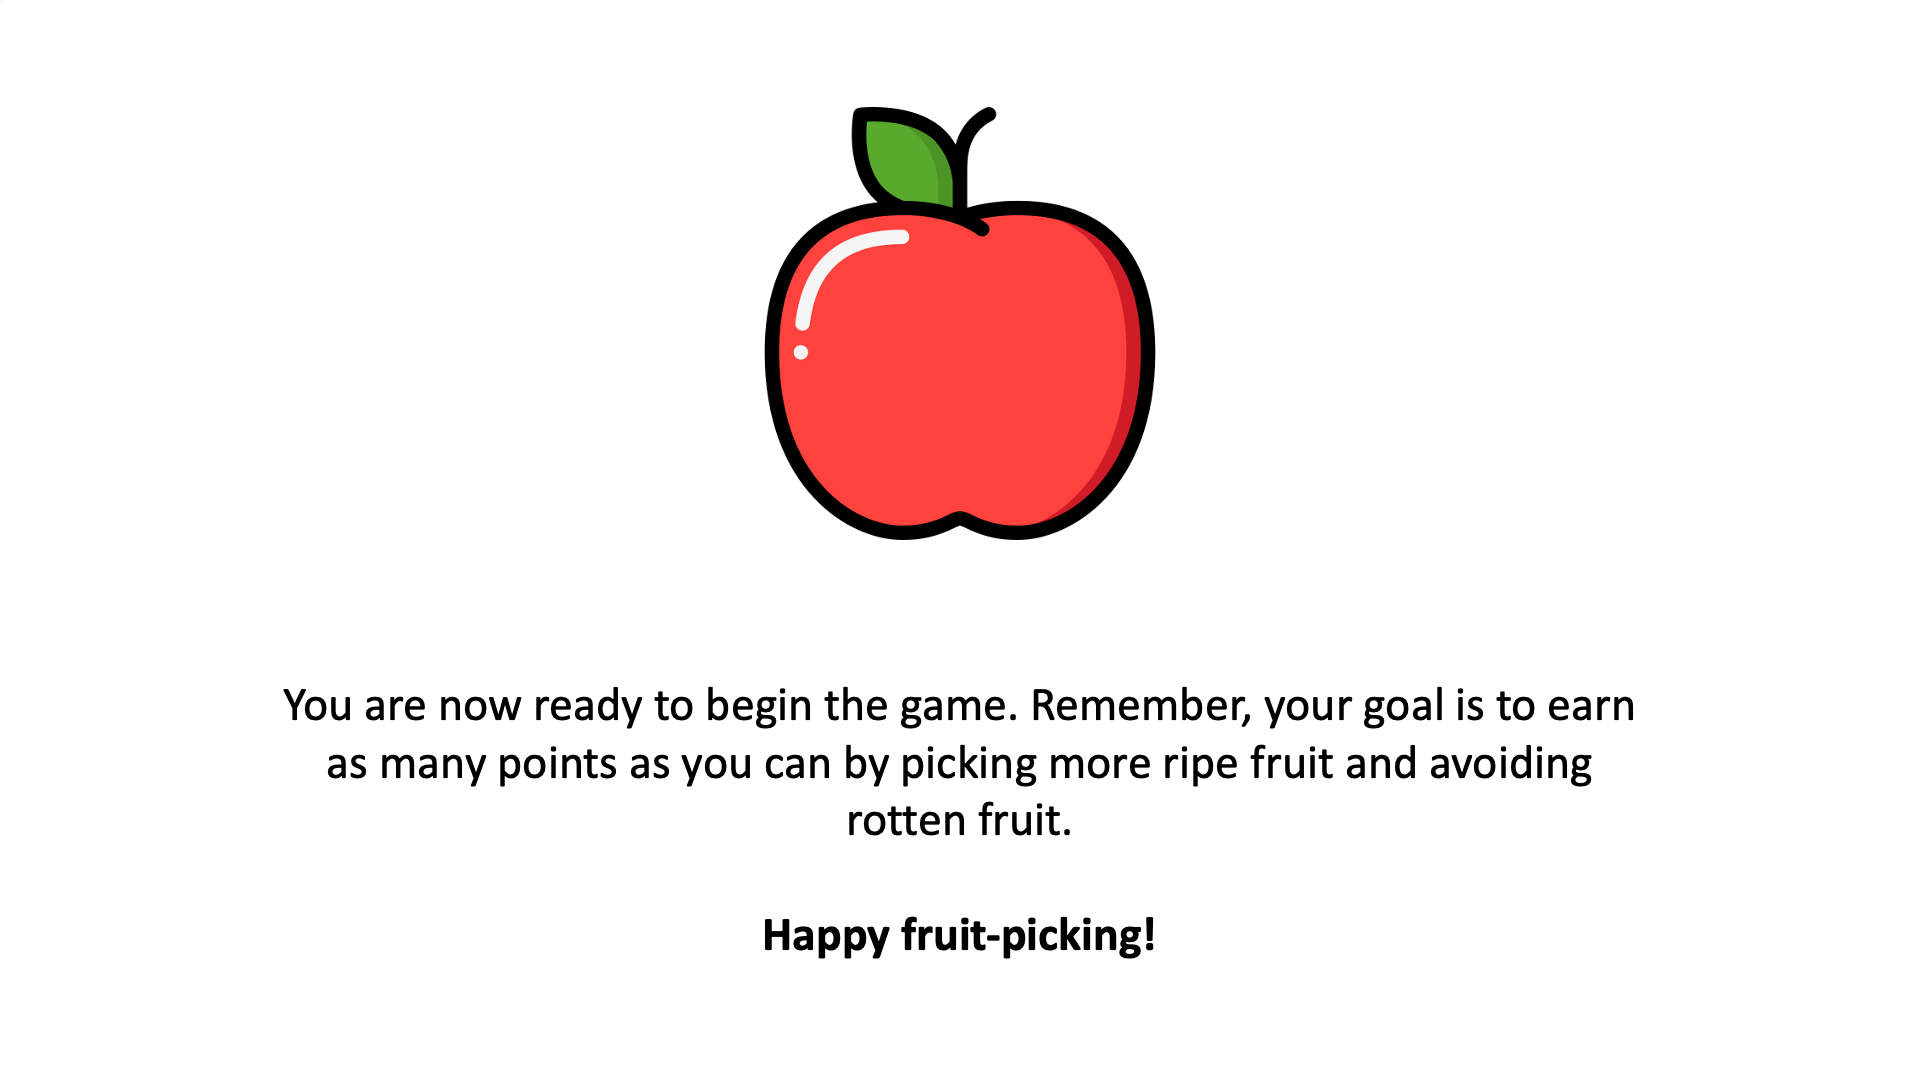 You are now ready to begin the game. Remember, your goal is to earn
as many points as you can by picking more ripe fruit and avoiding
rotten fruit.
Happy fruit-picking!